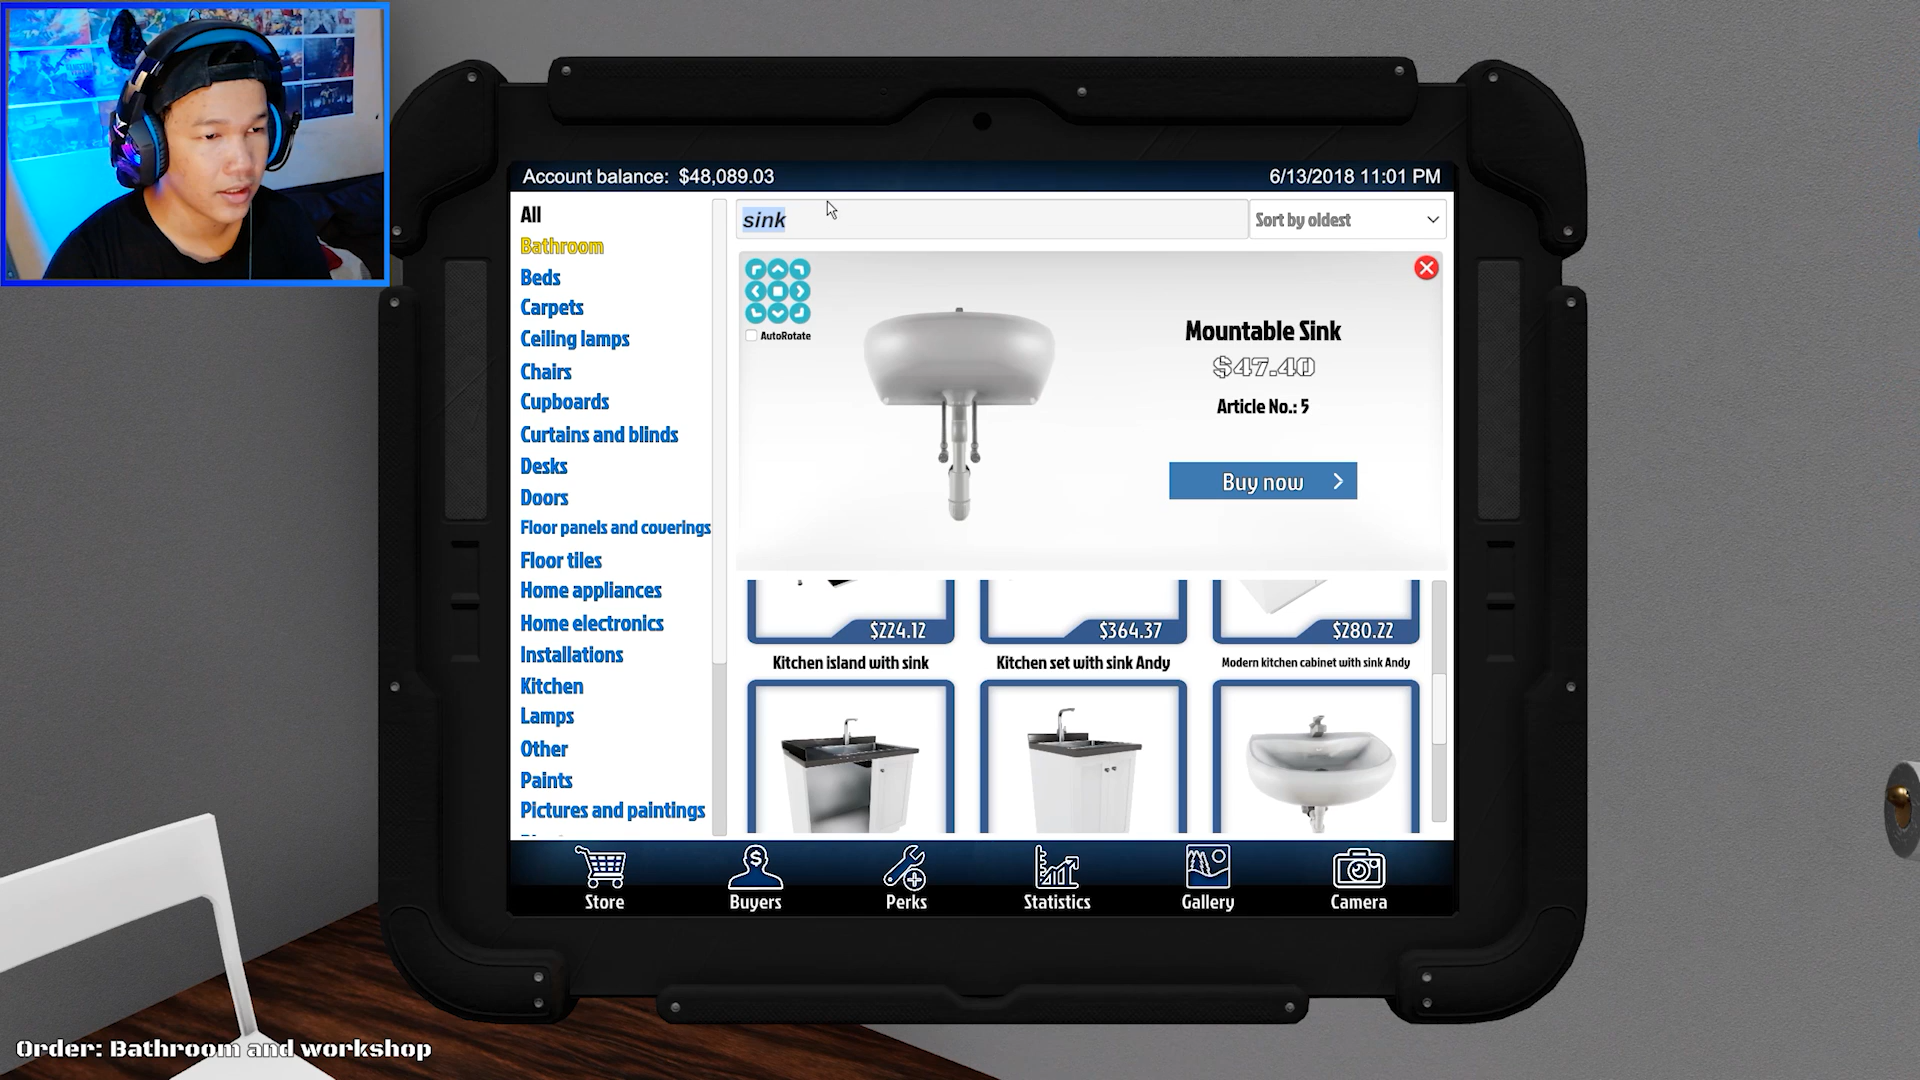 Account balance: $48,089.03
6/13/2018 11:01 PM
All
Bathroom
Beds
Carpets
Ceiling lamps
Chairs
Cupboards
Curtains and blinds
Desks
Doors
Floor panels and coverings
Floor tiles
Home appliances
Home electronics
Installations
Kitchen
Lamps
Other
Paints
Pictures and paintings
sink
Sort by oldest
AutoRotate
Mountable Sink
$47.40
Article No.: 5
Buy now
$224.12
$364.37
$280.22
Kitchen island with sink
Kitchen set with sink Andy
Modern kitchen cabinet with sink Andy
Store
Buyers
Perks
Statistics
Gallery
Camera
Order: Bathroom and workshop